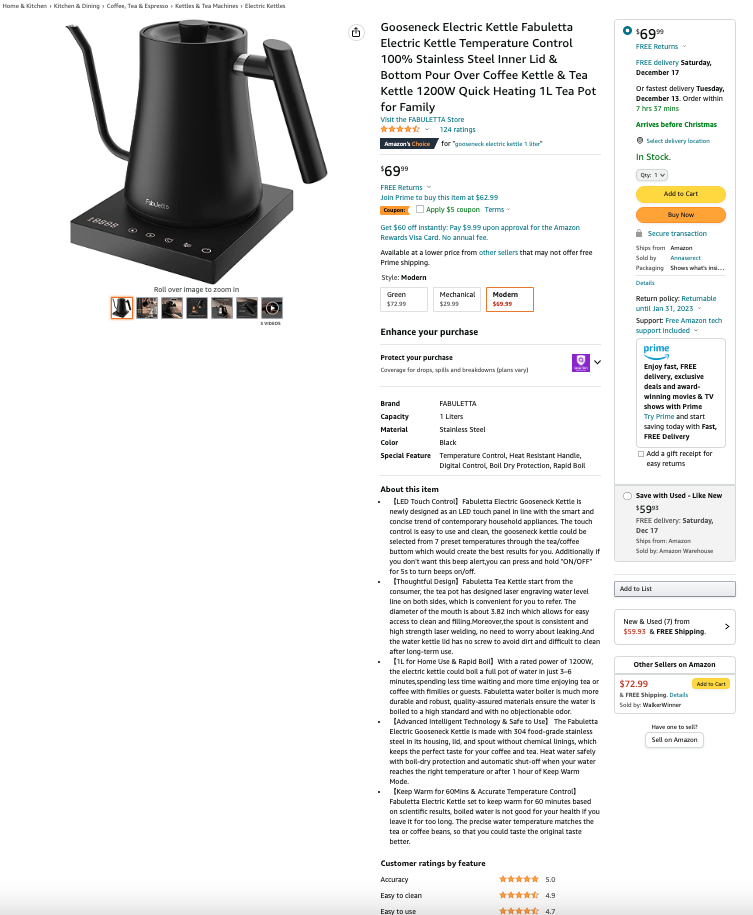 Home & Kitchen › Kitchen & Dining › Coffee, Tea & Espresso › Kettles & Tea Machines › Electric Kettles
Fabuletta
Roll over image to zoom in
5 VIDEOS
Gooseneck Electric Kettle Fabuletta
Electric Kettle Temperature Control
100% Stainless Steel Inner Lid &
Bottom Pour Over Coffee Kettle & Tea
Kettle 1200W Quick Heating 1L Tea Pot
for Family
Visit the FABULETTA Store
124 ratings
Amazon's Choice for "gooseneck electric kettle 1 liter"
$69⁹⁹
FREE Returns
Join Prime to buy this item at $62.99
Coupon: Apply $5 coupon Terms
Get $60 off instantly: Pay $9.99 upon approval for the Amazon
Rewards Visa Card. No annual fee.
Available at a lower price from other sellers that may not offer free
Prime shipping.
Style: Modern
Green
$72.99
Mechanical
$29.99
Modern
$69.99
Enhance your purchase
Protect your purchase
Coverage for drops, spills and breakdowns (plans vary)
Brand FABULETTA
Capacity 1 Liters
Material Stainless Steel
Color Black
Special Feature Temperature Control, Heat Resistant Handle,
Digital Control, Boil Dry Protection, Rapid Boil
About this item
• 【LED Touch Control】Fabuletta Electric Gooseneck Kettle is
newly designed as an LED touch panel in line with the smart and
concise trend of contemporary household appliances. The touch
control is easy to use and clean, the gooseneck kettle could be
selected from 7 preset temperatures through the tea/coffee
buttom which would create the best results for you. Additionally if
you don't want this beep alert,you can press and hold "ON/OFF"
for 5s to turn beeps on/off.
• 【Thoughtful Design】Fabuletta Tea Kettle start from the
consumer, the tea pot has designed laser engraving water level
line on both sides, which is convenient for you to refer. The
diameter of the mouth is about 3.82 inch which allows for easy
access to clean and filling.Moreover,the spout is consistent and
high strength laser welding, no need to worry about leaking.And
the water kettle lid has no screw to avoid dirt and difficult to clean
after long-term use.
• 【1L for Home Use & Rapid Boil】With a rated power of 1200W,
the electric kettle could boil a full pot of water in just 3–6
minutes,spending less time waiting and more time enjoying tea or
coffee with fimilies or guests. Fabuletta water boiler is much more
durable and robust, quality-assured materials ensure the water is
boiled to a high standard and with no objectionable odor.
• 【Advanced Intelligent Technology & Safe to Use】 The Fabuletta
Electric Gooseneck Kettle is made with 304 food-grade stainless
steel in its housing, lid, and spout without chemical linings, which
keeps the perfect taste for your coffee and tea. Heat water safely
with boil-dry protection and automatic shut-off when your water
reaches the right temperature or after 1 hour of Keep Warm
Mode.
• 【Keep Warm for 60Mins & Accurate Temperature Control】
Fabuletta Electric Kettle set to keep warm for 60 minutes based
on scientific results, boiled water is not good for your health if you
leave it for too long. The precise water temperature matches the
tea or coffee beans, so that you could taste the original taste
better.
Customer ratings by feature
Accuracy 5.0
Easy to clean 4.9
Easy to use 4.7
$69⁹⁹
FREE Returns
FREE delivery Saturday,
December 17
Or fastest delivery Tuesday,
December 13. Order within
7 hrs 37 mins
Arrives before Christmas
Select delivery location
In Stock.
Qty: 1
Add to Cart
Buy Now
Secure transaction
Ships from Amazon
Sold by Annaserect
Packaging Shows what's insi...
Details
Return policy: Returnable
until Jan 31, 2023
Support: Free Amazon tech
support included
prime
Enjoy fast, FREE
delivery, exclusive
deals and award-
winning movies & TV
shows with Prime
Try Prime and start
saving today with Fast,
FREE Delivery
Add a gift receipt for
easy returns
Save with Used - Like New
$59⁹³
FREE delivery: Saturday,
Dec 17
Ships from: Amazon
Sold by: Amazon Warehouse
Add to List
New & Used (7) from
$59.93 & FREE Shipping.
Other Sellers on Amazon
$72.99 Add to Cart
& FREE Shipping. Details
Sold by: WalkerWinner
Have one to sell?
Sell on Amazon